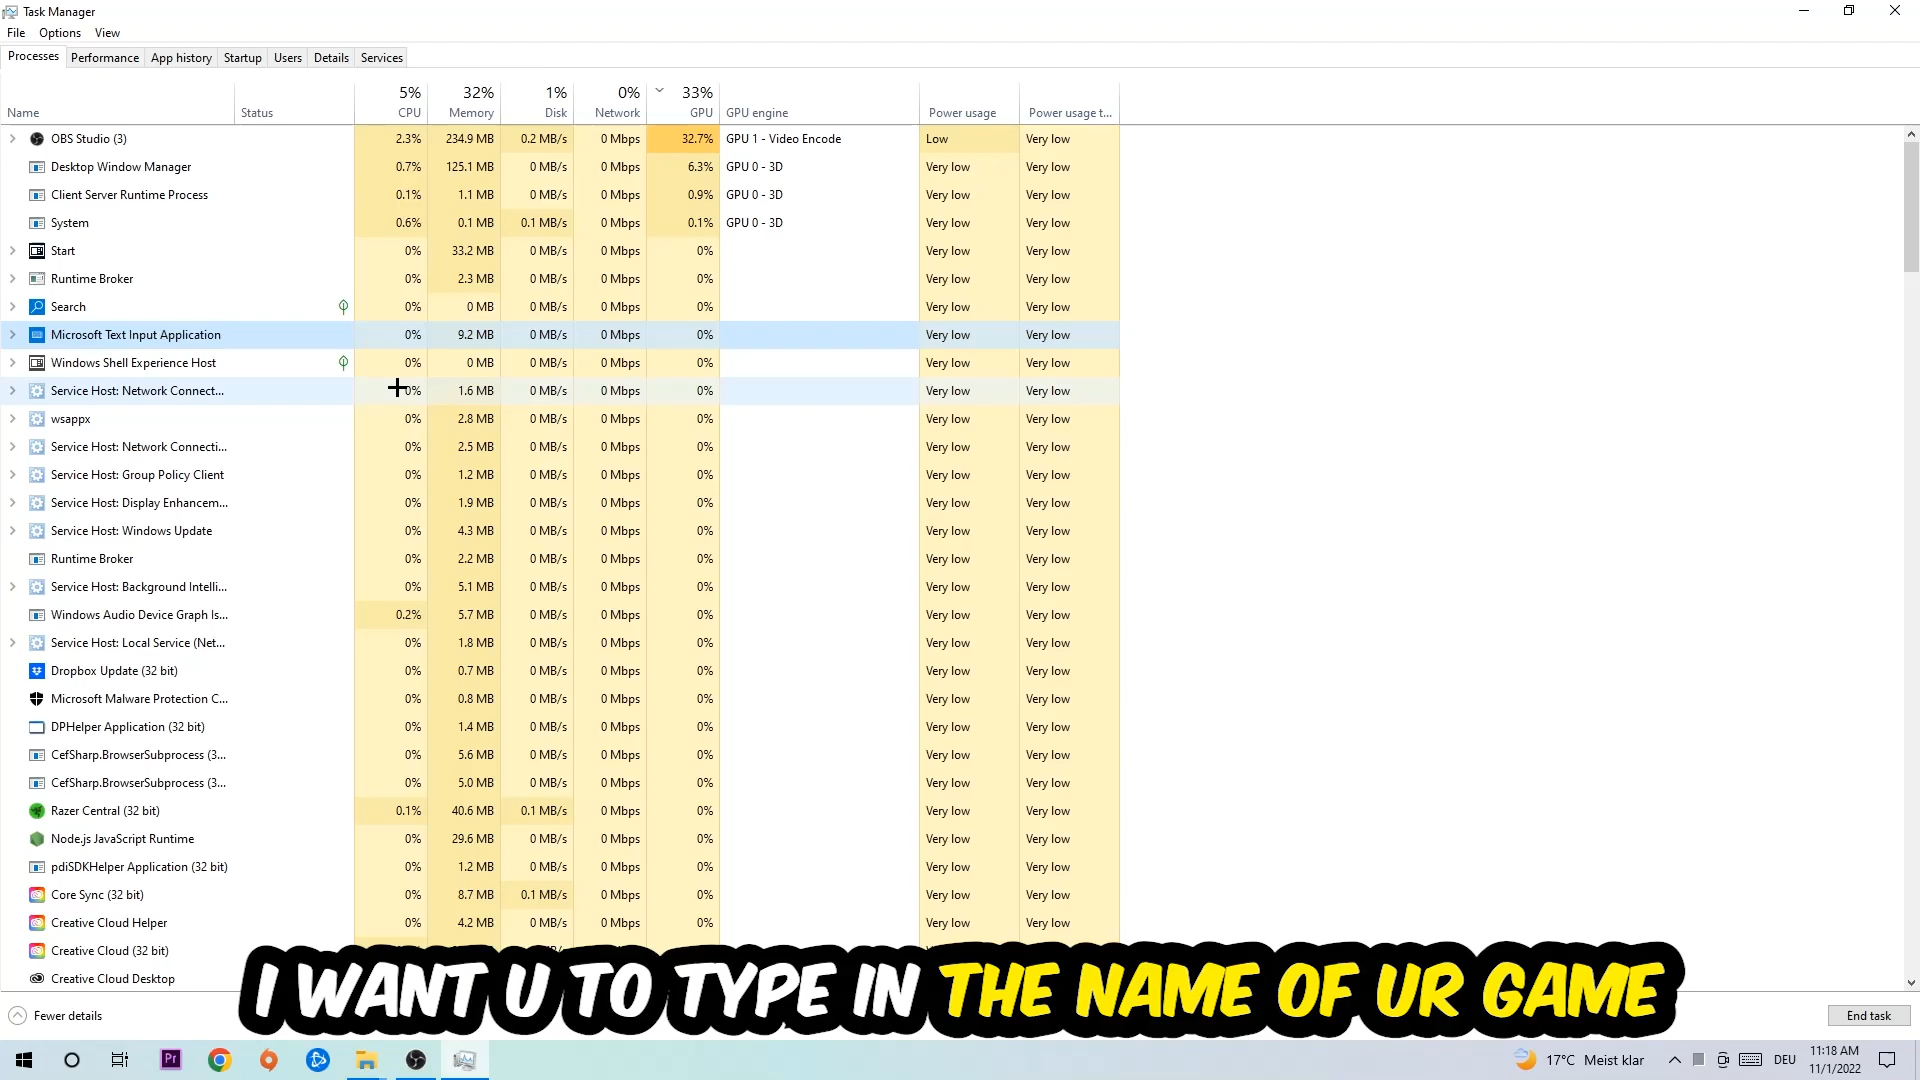 Task Manager
File Options View
Processes Performance App history Startup Users Details Services
5% 32% 1% 0% 33%
Name Status CPU Memory Disk Network GPU GPU engine Power usage Power usage t...
OBS Studio (3) 2.3% 234.9 MB 0.2 MB/s 0 Mbps 32.7% GPU 1 - Video Encode Low Very low
Desktop Window Manager 0.7% 125.1 MB 0 MB/s 0 Mbps 6.3% GPU 0 - 3D Very low Very low
Client Server Runtime Process 0.1% 1.1 MB 0 MB/s 0 Mbps 0.9% GPU 0 - 3D Very low Very low
System 0.6% 0.1 MB 0.1 MB/s 0 Mbps 0.1% GPU 0 - 3D Very low Very low
Start 0% 33.2 MB 0 MB/s 0 Mbps 0% Very low Very low
Runtime Broker 0% 2.3 MB 0 MB/s 0 Mbps 0% Very low Very low
Search 0% 0 MB 0 MB/s 0 Mbps 0% Very low Very low
Microsoft Text Input Application 0% 9.2 MB 0 MB/s 0 Mbps 0% Very low Very low
Windows Shell Experience Host 0% 0 MB 0 MB/s 0 Mbps 0% Very low Very low
Service Host: Network Connect... 0% 1.6 MB 0 MB/s 0 Mbps 0% Very low Very low
wsappx 0% 2.8 MB 0 MB/s 0 Mbps 0% Very low Very low
Service Host: Network Connecti... 0% 2.5 MB 0 MB/s 0 Mbps 0% Very low Very low
Service Host: Group Policy Client 0% 1.2 MB 0 MB/s 0 Mbps 0% Very low Very low
Service Host: Display Enhancem... 0% 1.9 MB 0 MB/s 0 Mbps 0% Very low Very low
Service Host: Windows Update 0% 4.3 MB 0 MB/s 0 Mbps 0% Very low Very low
Runtime Broker 0% 2.2 MB 0 MB/s 0 Mbps 0% Very low Very low
Service Host: Background Intelli... 0% 5.1 MB 0 MB/s 0 Mbps 0% Very low Very low
Windows Audio Device Graph Is... 0.2% 5.7 MB 0 MB/s 0 Mbps 0% Very low Very low
Service Host: Local Service (Net... 0% 1.8 MB 0 MB/s 0 Mbps 0% Very low Very low
Dropbox Update (32 bit) 0% 0.7 MB 0 MB/s 0 Mbps 0% Very low Very low
Microsoft Malware Protection C... 0% 0.8 MB 0 MB/s 0 Mbps 0% Very low Very low
DPHelper Application (32 bit) 0% 1.4 MB 0 MB/s 0 Mbps 0% Very low Very low
CefSharp.BrowserSubprocess (3... 0% 5.6 MB 0 MB/s 0 Mbps 0% Very low Very low
CefSharp.BrowserSubprocess (3... 0% 5.0 MB 0 MB/s 0 Mbps 0% Very low Very low
Razer Central (32 bit) 0.1% 40.6 MB 0.1 MB/s 0 Mbps 0% Very low Very low
Node.js JavaScript Runtime 0% 29.6 MB 0 MB/s 0 Mbps 0% Very low Very low
pdiSDKHelper Application (32 bit) 0% 1.2 MB 0 MB/s 0 Mbps 0% Very low Very low
Core Sync (32 bit) 0% 8.7 MB 0.1 MB/s 0 Mbps 0% Very low Very low
Creative Cloud Helper 0% 4.2 MB 0 MB/s 0 Mbps 0% Very low Very low
Creative Cloud (32 bit)
Creative Cloud Desktop
I WANT U TO TYPE IN THE NAME OF UR GAME
Fewer details End task
Pr 17°C Meist klar DEU 11:18 AM
11/1/2022